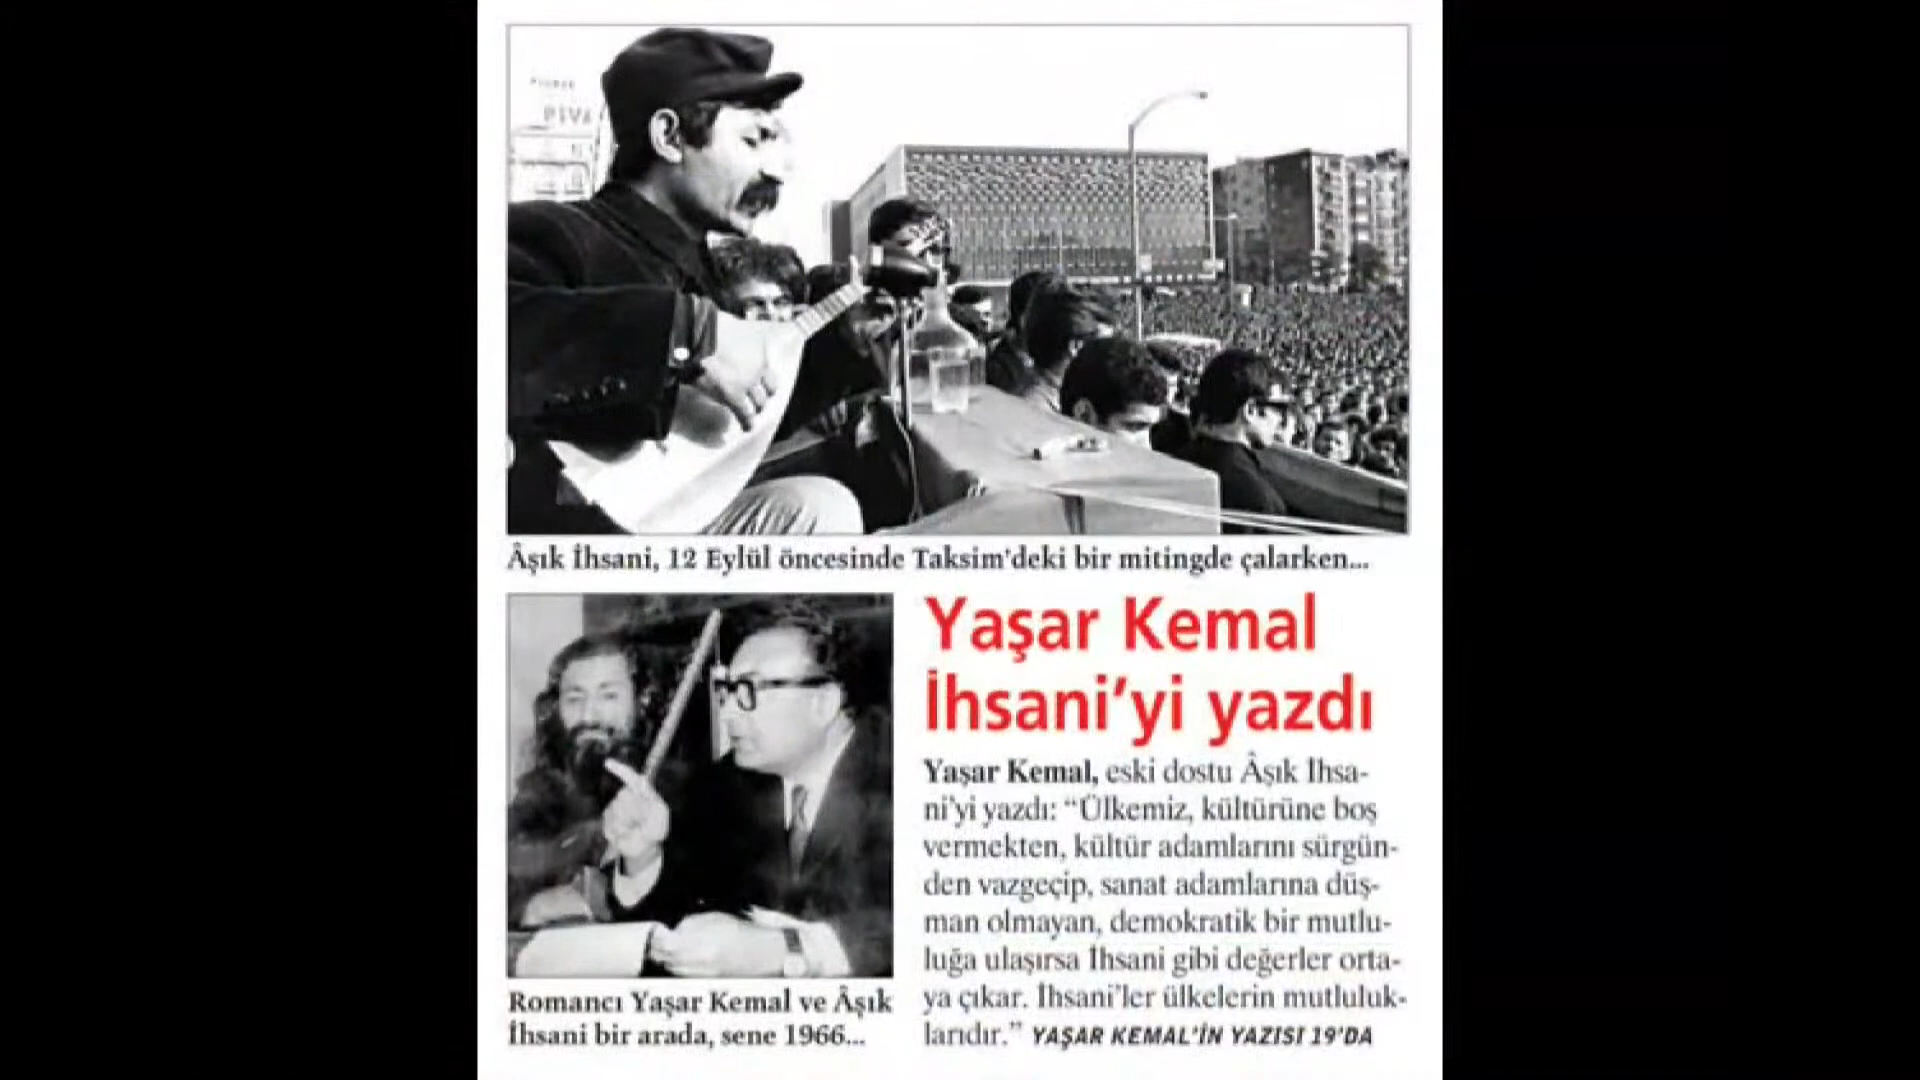 PIVA
Âşık İhsani, 12 Eylül öncesinde Taksim'deki bir mitingde çalarken...
Yaşar Kemal
İhsani'yi yazdı
Yaşar Kemal, eski dostu Âşık İhsa-
ni'yi yazdı: "Ülkemiz, kültürüne boş
vermekten, kültür adamlarını sürgün-
den vazgeçip, sanat adamlarına düş-
man olmayan, demokratik bir mutlu-
luğa ulaşırsa İhsani gibi değerler orta-
ya çıkar. İhsani'ler ülkelerin mutluluk-
larıdır." YAŞAR KEMAL'İN YAZISI 19'DA
Romancı Yaşar Kemal ve Âşık
İhsani bir arada, sene 1966...